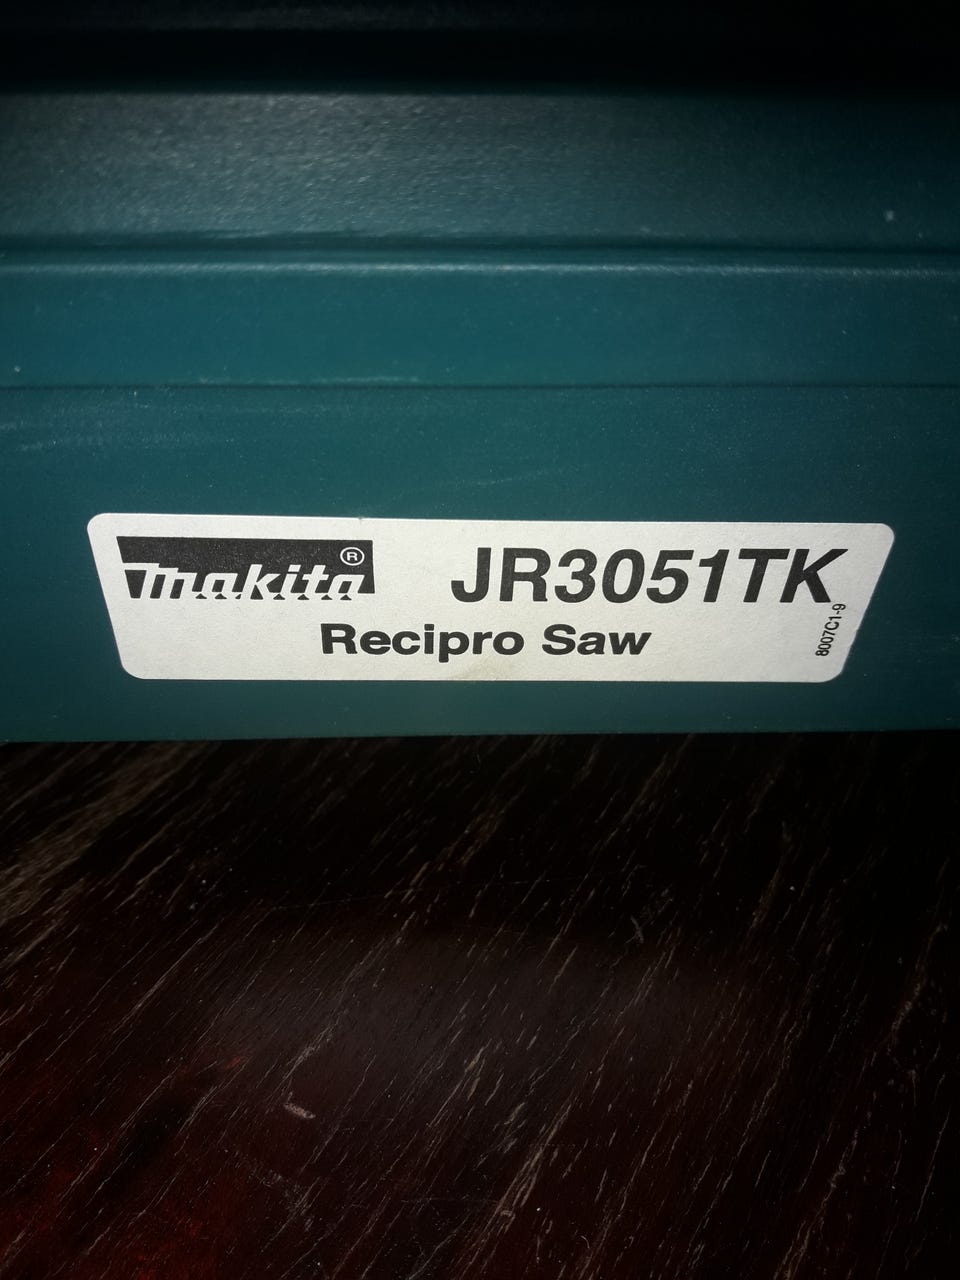 makita® JR3051TK
Recipro Saw
8007C1-9